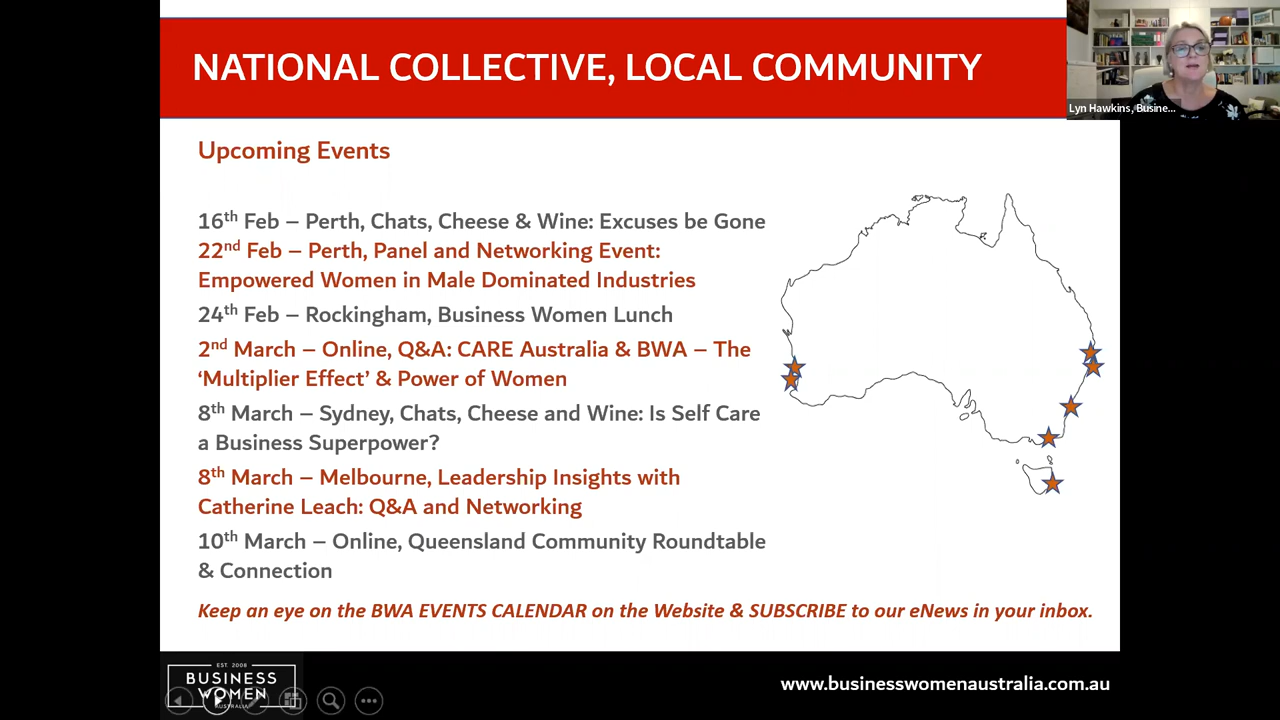 NATIONAL COLLECTIVE, LOCAL COMMUNITY
Lyn Hawkins, Busine...
Upcoming Events
16th Feb – Perth, Chats, Cheese & Wine: Excuses be Gone
22nd Feb – Perth, Panel and Networking Event:
Empowered Women in Male Dominated Industries
24th Feb – Rockingham, Business Women Lunch
2nd March – Online, Q&A: CARE Australia & BWA – The
‘Multiplier Effect’ & Power of Women
8th March – Sydney, Chats, Cheese and Wine: Is Self Care
a Business Superpower?
8th March – Melbourne, Leadership Insights with
Catherine Leach: Q&A and Networking
10th March – Online, Queensland Community Roundtable
& Connection
Keep an eye on the BWA EVENTS CALENDAR on the Website & SUBSCRIBE to our eNews in your inbox.
EST. 2008
BUSINESS
WOMEN
AUSTRALIA
www.businesswomenaustralia.com.au